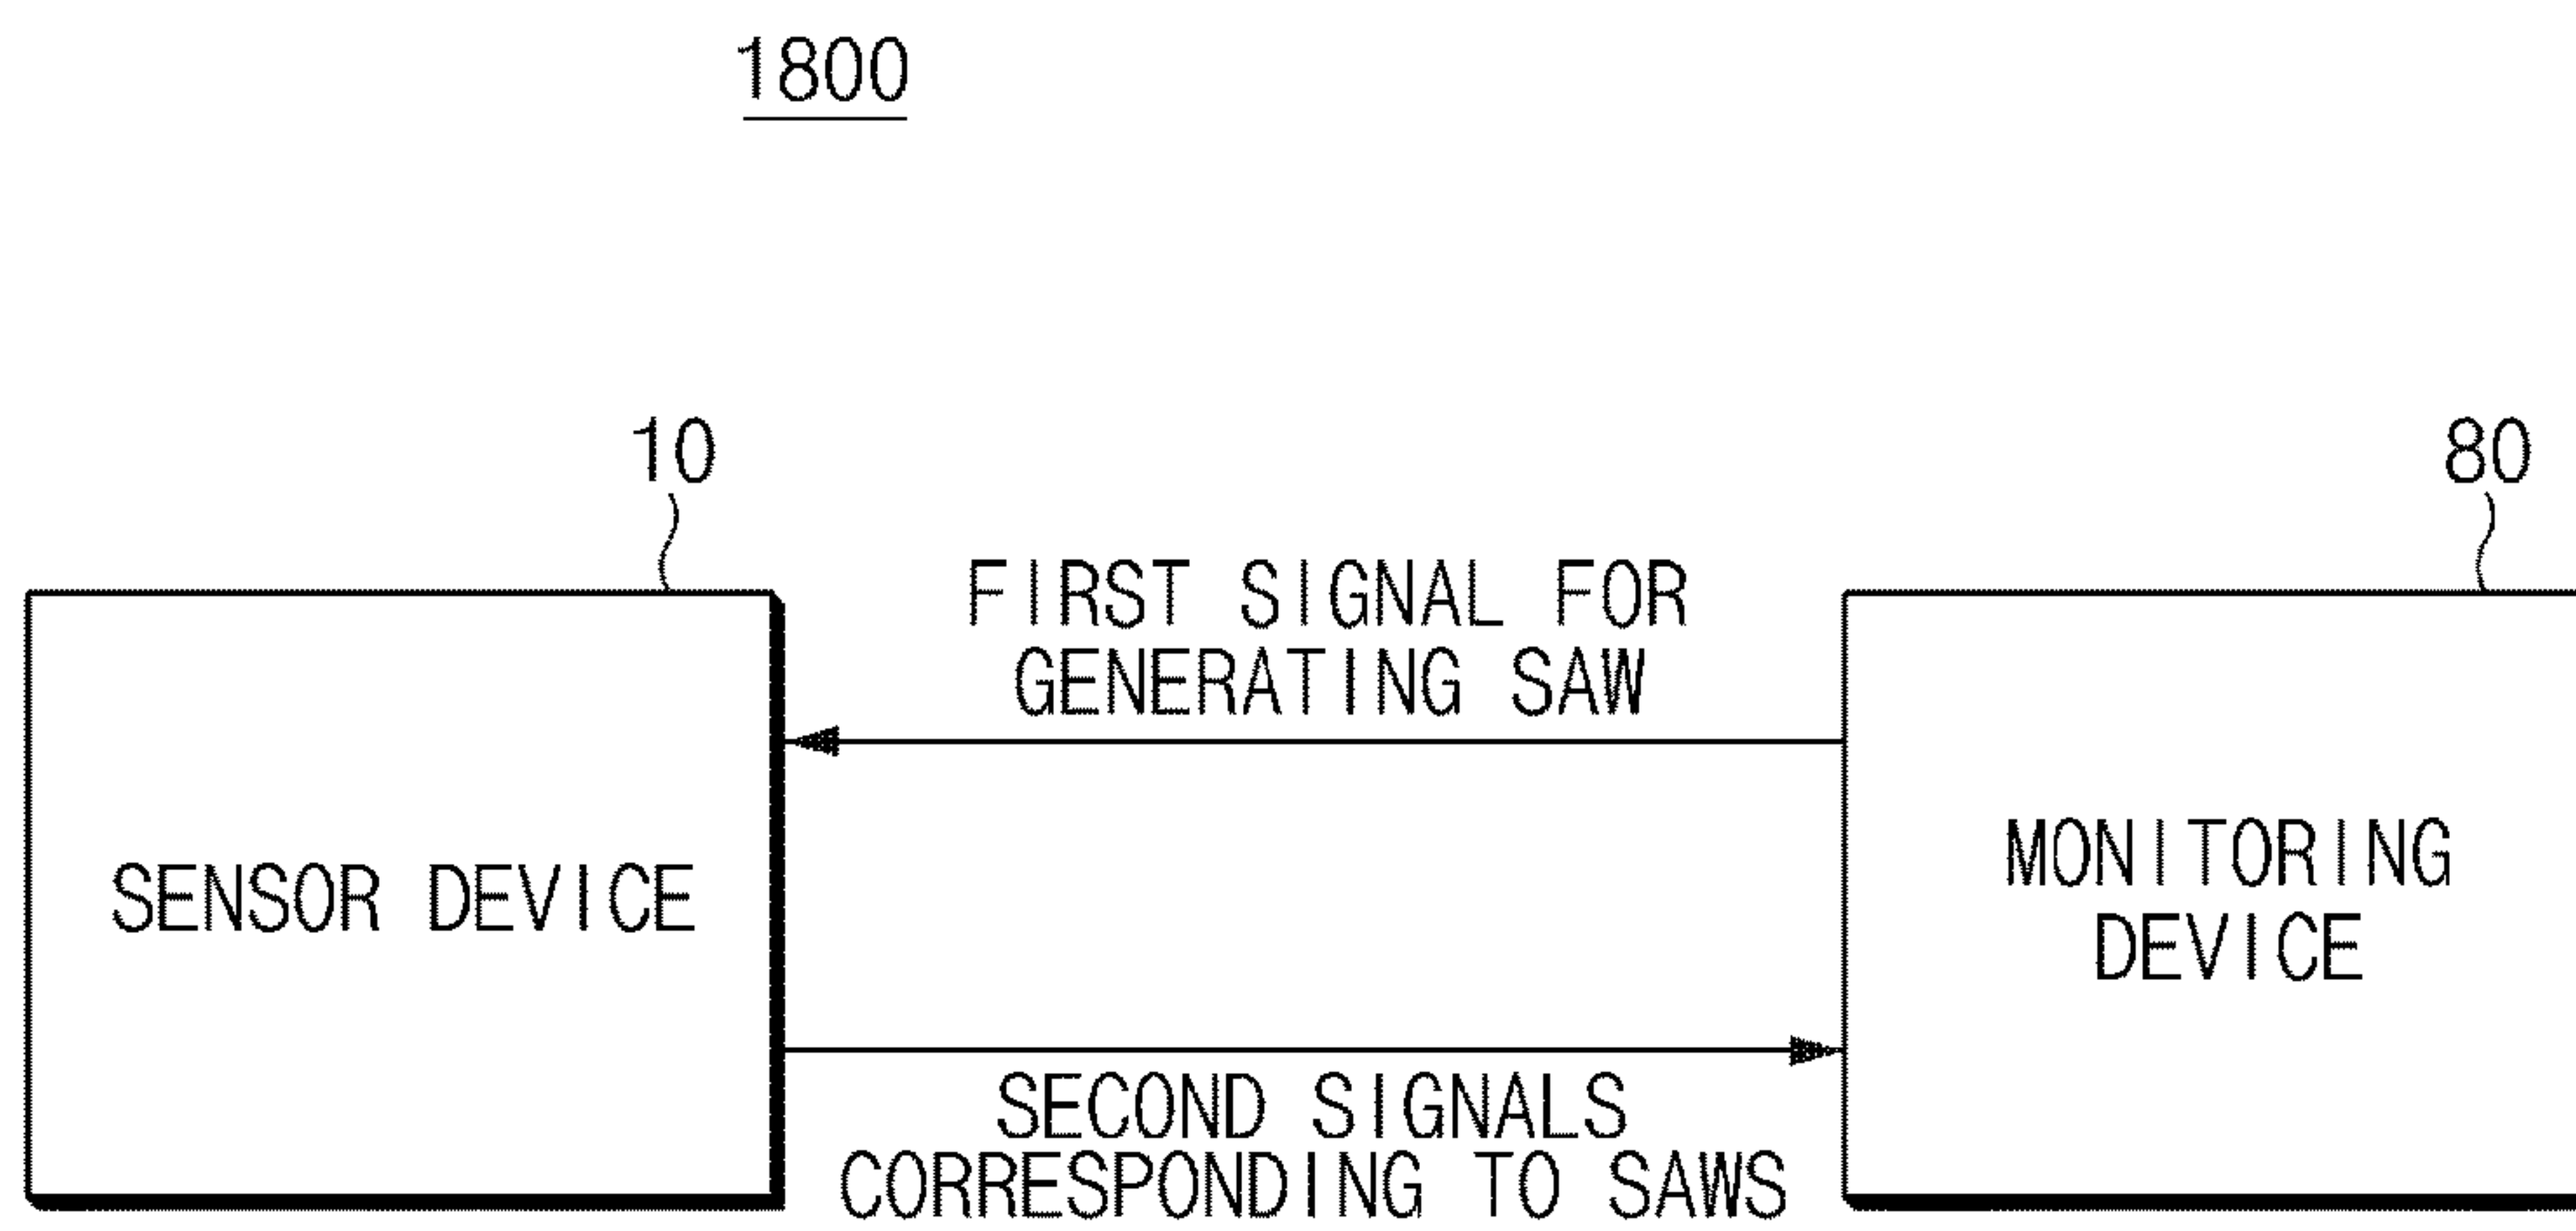 1800
10
80
FIRST SIGNAL FOR
GENERATING SAW
SENSOR DEVICE
MONITORING
DEVICE
SECOND SIGNALS
CORRESPONDING TO SAWS